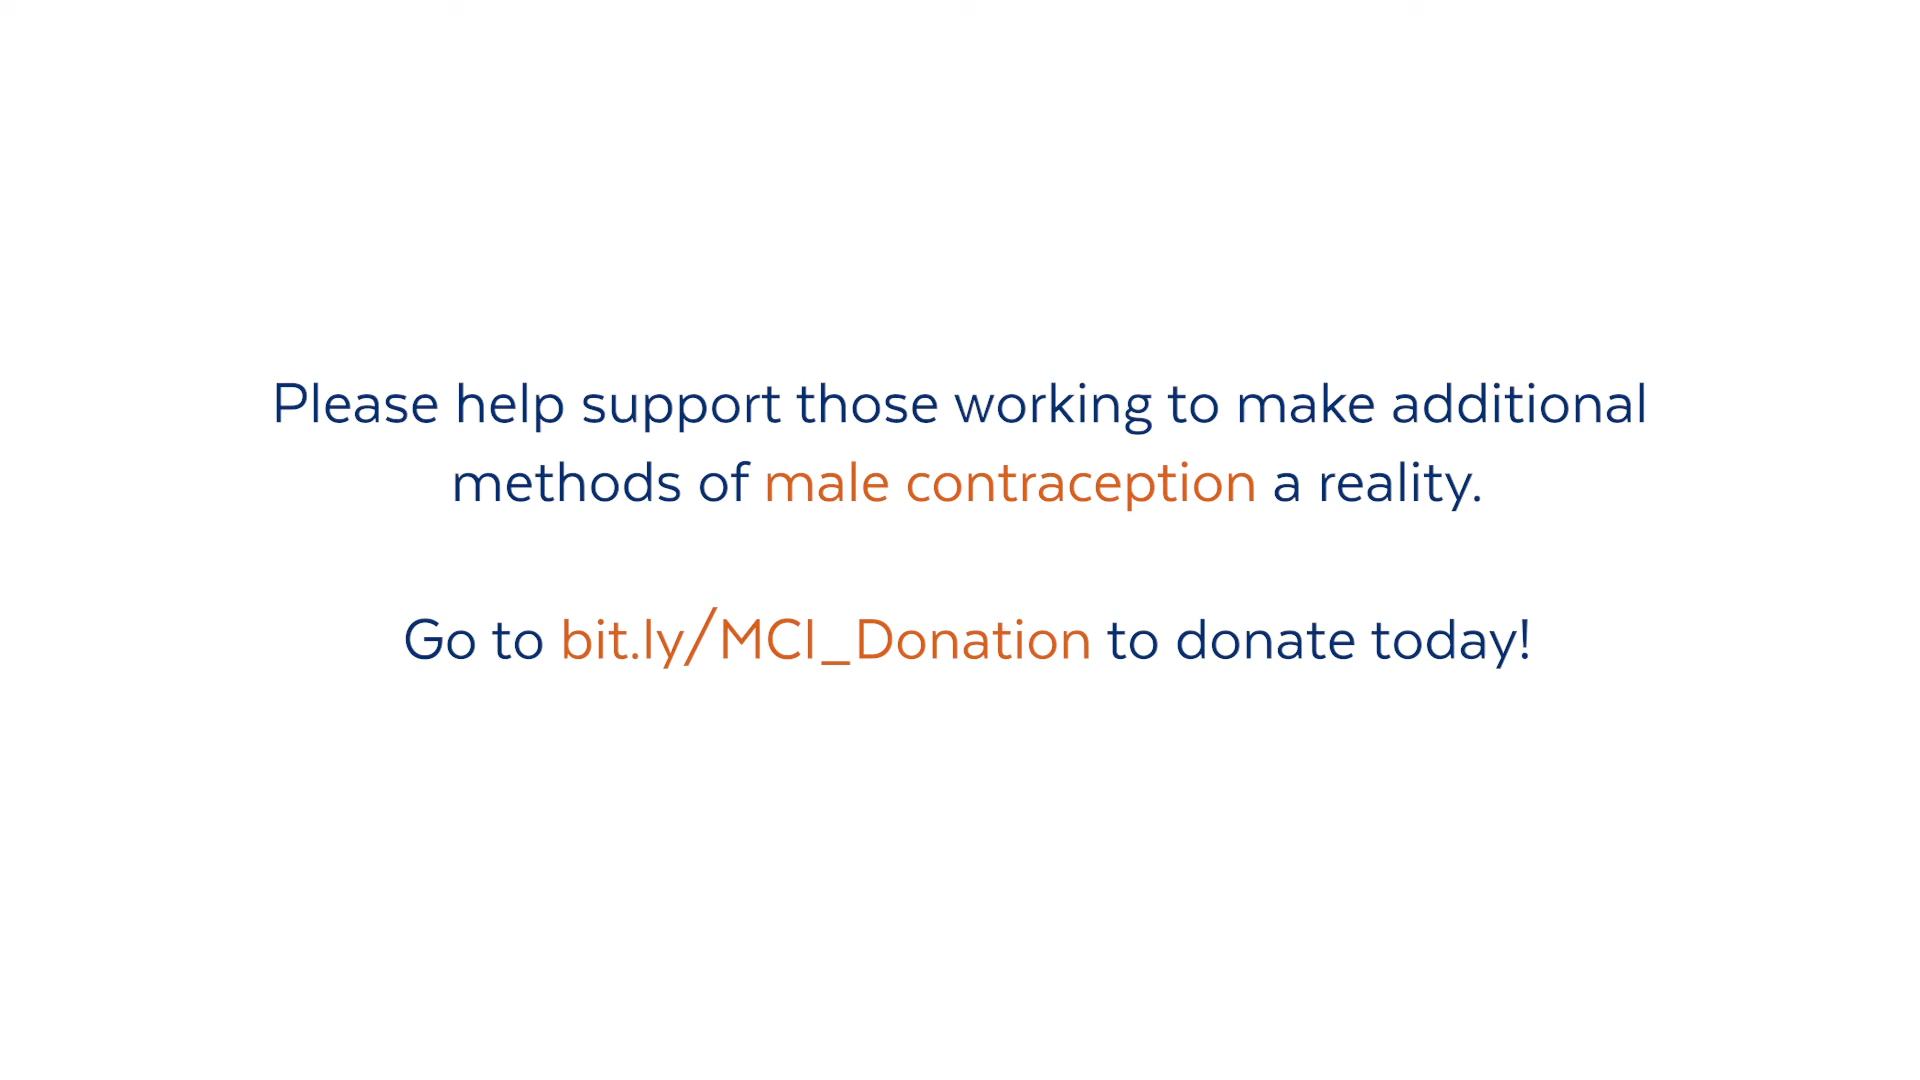 Please help support those working to make additional
methods of male contraception a reality.
Go to bit.ly/MCI_Donation to donate today!